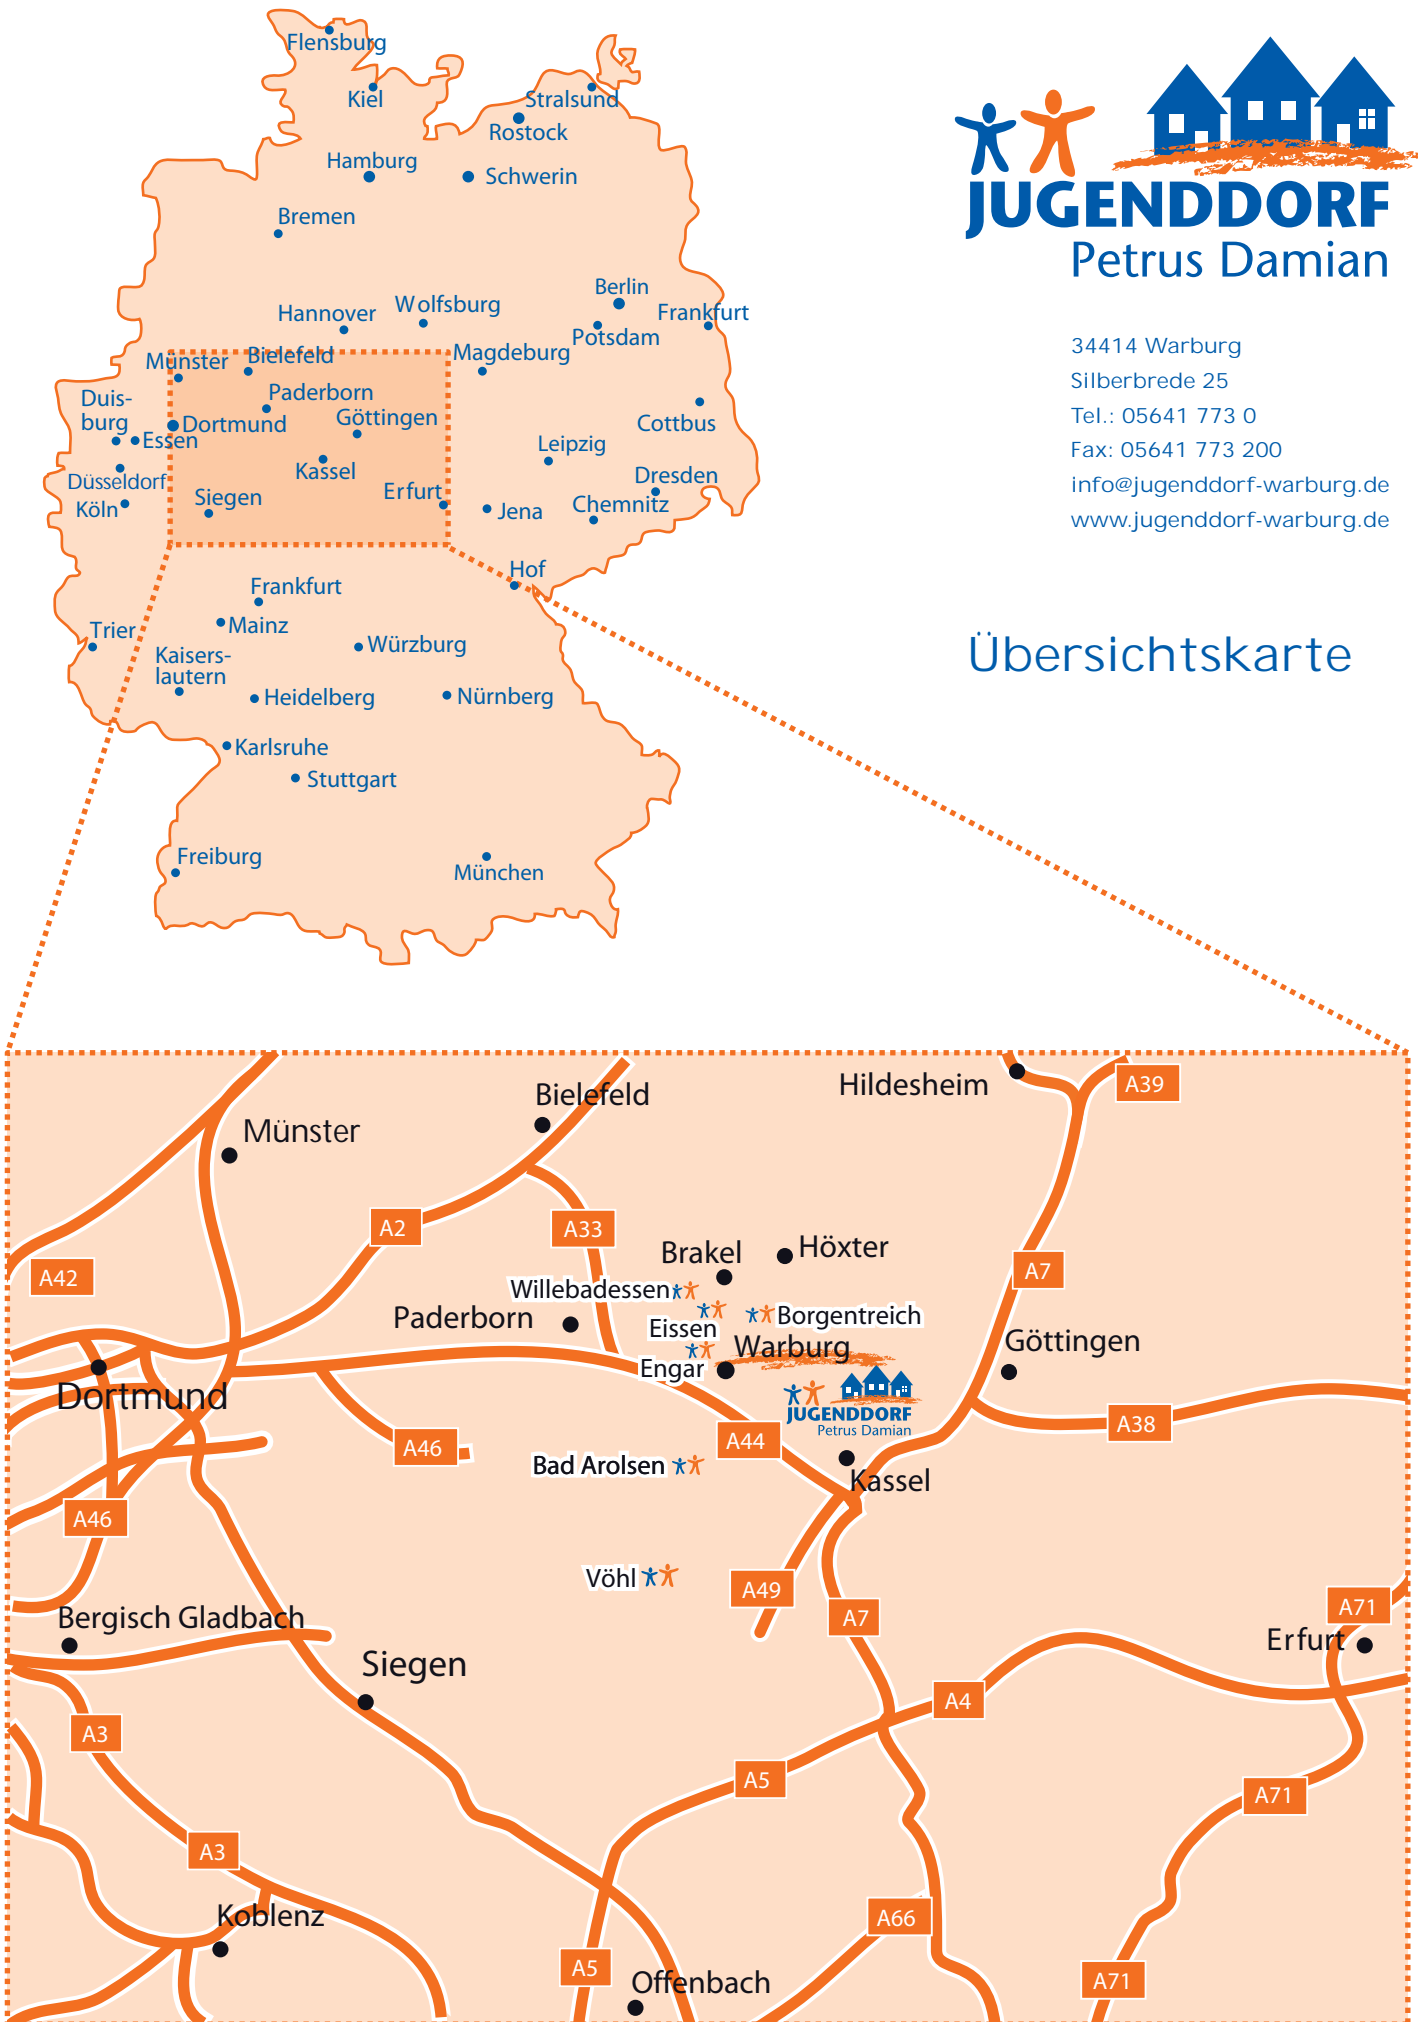 Flensburg
Kiel
Stralsund
Rostock
Hamburg
Schwerin
Bremen
Berlin
Hannover
Wolfsburg
Frankfurt
Potsdam
Münster
Bielefeld
Magdeburg
Paderborn
Duis-
burg
Essen
Dortmund
Göttingen
Cottbus
Leipzig
Düsseldorf
Kassel
Dresden
Köln
Siegen
Erfurt
Jena
Chemnitz
Hof
Frankfurt
Mainz
Trier
Würzburg
Kaisers-
lautern
Heidelberg
Nürnberg
Karlsruhe
Stuttgart
Freiburg
München
JUGENDDORF
Petrus Damian
34414 Warburg
Silberbrede 25
Tel.: 05641 773 0
Fax: 05641 773 200
info@jugenddorf-warburg.de
www.jugenddorf-warburg.de
Übersichtskarte
Bielefeld
Hildesheim
A39
Münster
A2
A33
Brakel
Höxter
A42
A7
Willebadessen
Paderborn
Borgentreich
Eissen
Warburg
Göttingen
Engar
Dortmund
JUGENDDORF
Petrus Damian
A38
A46
A44
Bad Arolsen
Kassel
A46
Vöhl
A49
A7
A71
Bergisch Gladbach
Erfurt
Siegen
A4
A3
A5
A71
A3
Koblenz
A66
A5
Offenbach
A71